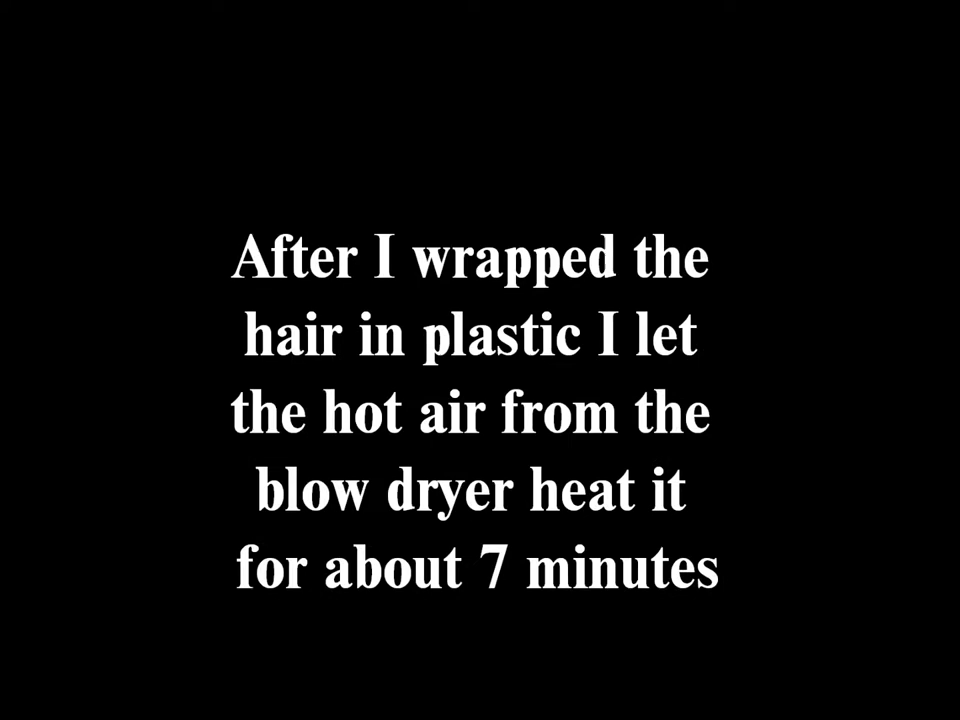 After I wrapped the
hair in plastic I let
the hot air from the
blow dryer heat it
for about 7 minutes